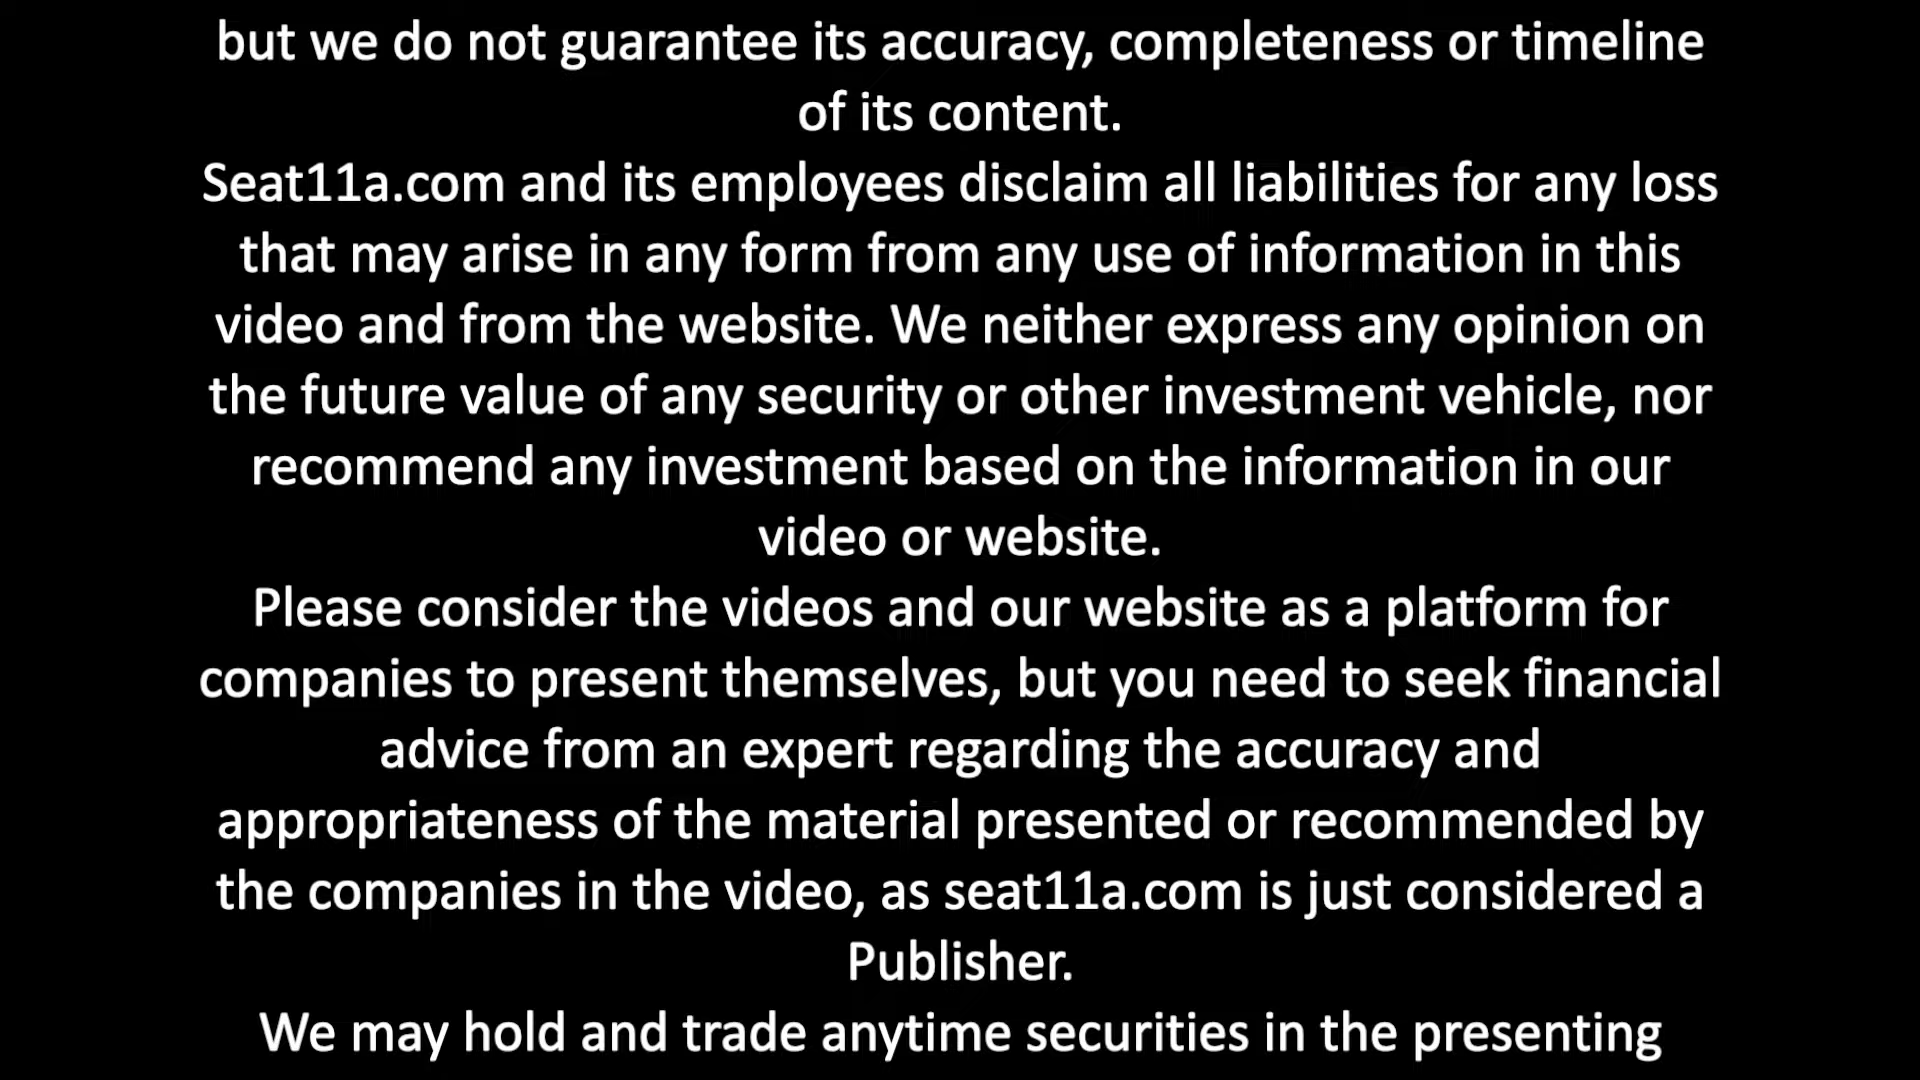 but we do not guarantee its accuracy, completeness or timeline
of its content.
Seat11a.com and its employees disclaim all liabilities for any loss
that may arise in any form from any use of information in this
video and from the website. We neither express any opinion on
the future value of any security or other investment vehicle, nor
recommend any investment based on the information in our
video or website.
Please consider the videos and our website as a platform for
companies to present themselves, but you need to seek financial
advice from an expert regarding the accuracy and
appropriateness of the material presented or recommended by
the companies in the video, as seat11a.com is just considered a
Publisher.
We may hold and trade anytime securities in the presenting